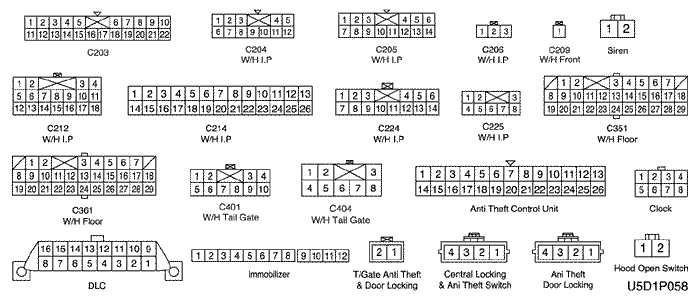 1 2 3 4 5 6 7 8 9 10
11 12 13 14 15 16 17 18 19 20 21 22
C203
1 2 3 4 5
6 7 8 9 10 11 12
C204
W/H I.P
1 2 3 4 5
6 7 8 9 10 11 12
C205
W/H I.P
1 2 3
C206
W/H I.P
1
C209
W/H Front
1 2
Siren
1 2 3 4
5 6 7 8 9 10 11
12 13 14 15 16 17 18
C212
W/H I.P
1 2 3 4 5 6 7 8 9 10 11 12 13
14 15 16 17 18 19 20 21 22 23 24 25 26
C214
W/H I.P
1 2 3 4 5 6
7 8 9 10 11 12 13 14
C224
W/H I.P
1 2 3
4 5 6 7 8
C225
W/H I.P
1 2 3 4 5 6 7
8 9 10 11 12 13 14 15 16 17 18
19 20 21 22 23 24 25 26 27 28 29
C351
W/H Floor
1 2 3 4 5 6 7
8 9 10 11 12 13 14 15 16 17 18
19 20 21 22 23 24 25 26 27 28 29
C361
W/H Floor
1 2 3 4
5 6 7 8 9 10
C401
W/H Tail Gate
1 2 3
4 5 6 7 8
C404
W/H Tail Gate
1 2 3 4 5 6 7 8 9 10 11 12 13
14 15 16 17 18 19 20 21 22 23 24 25 26
Anti Theft Control Unit
1 2 3 4
5 6 7 8
Clock
16 15 14 13 12 11 10 9
8 7 6 5 4 3 2 1
DLC
1 2 3 4 5 6 7 8 9 10 11 12
Immobilizer
2 1
T/Gate Anti Theft
& Door Locking
4 3 2 1
Central Locking
& Ani Theft Switch
4 3 2 1
Ani Theft
Door Locking
1 2
Hood Open Switch
U5D1P058